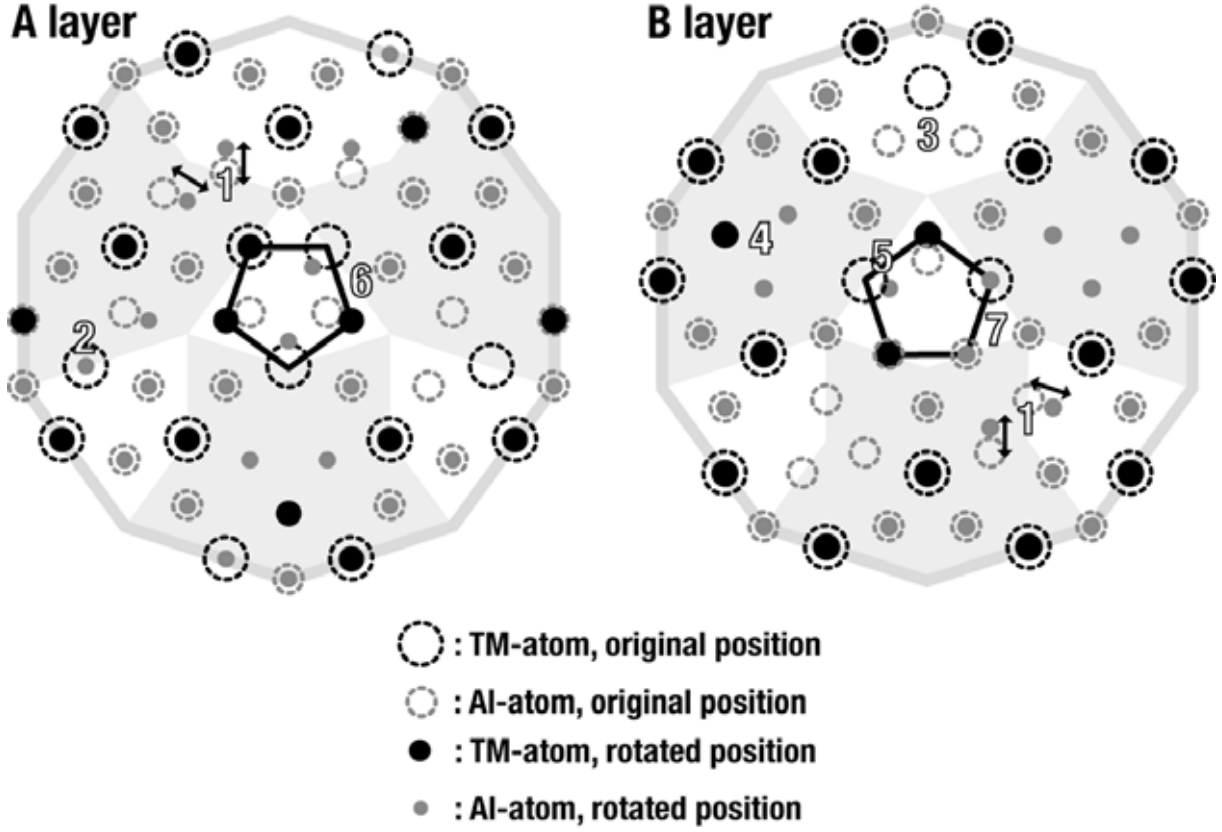 A layer
B layer
1
2
6
3
4
5
7
1
: TM-atom, original position
: Al-atom, original position
: TM-atom, rotated position
: Al-atom, rotated position